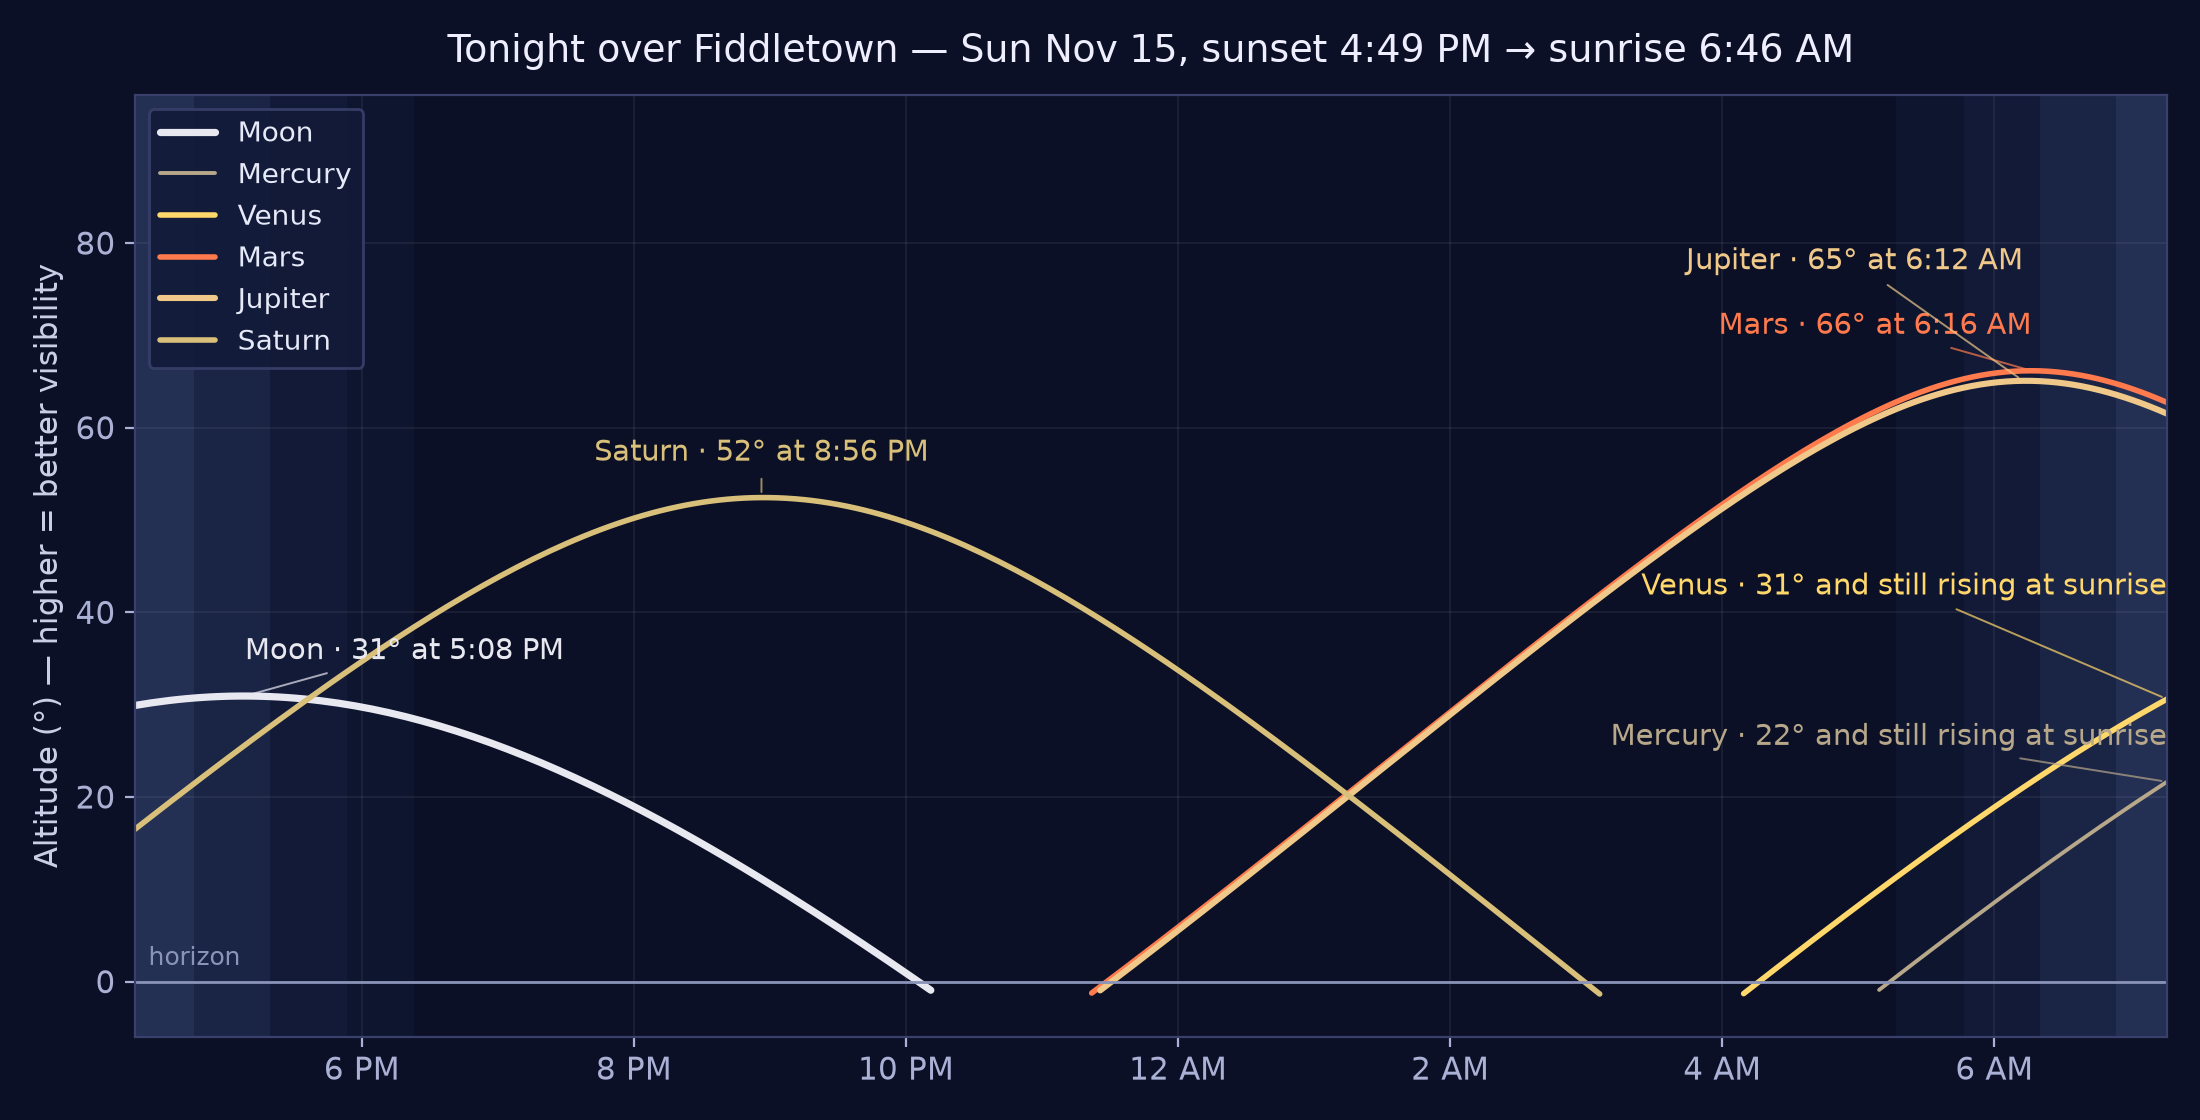 Tonight over Fiddletown — Sun Nov 15, sunset 4:49 PM → sunrise 6:46 AM
Altitude (°) — higher = better visibility
80
60
40
20
0
Moon
Mercury
Venus
Mars
Jupiter
Saturn
Jupiter · 65° at 6:12 AM
Mars · 66° at 6:16 AM
Saturn · 52° at 8:56 PM
Venus · 31° and still rising at sunrise
Moon · 31° at 5:08 PM
Mercury · 22° and still rising at sunrise
horizon
6 PM
8 PM
10 PM
12 AM
2 AM
4 AM
6 AM